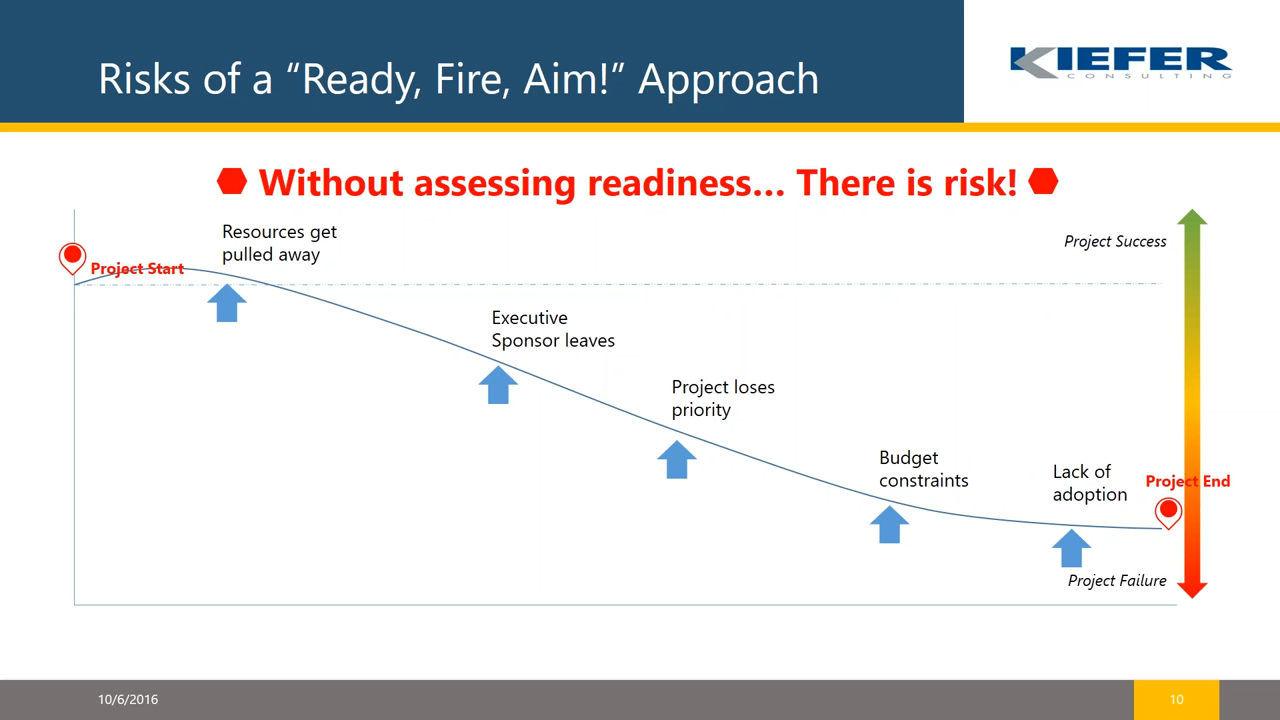 Risks of a “Ready, Fire, Aim!” Approach
KIEFER
CONSULTING
Without assessing readiness... There is risk!
Resources get
pulled away
Project Success
Project Start
Executive
Sponsor leaves
Project loses
priority
Budget
constraints
Lack of
adoption
Project End
Project Failure
10/6/2016
10